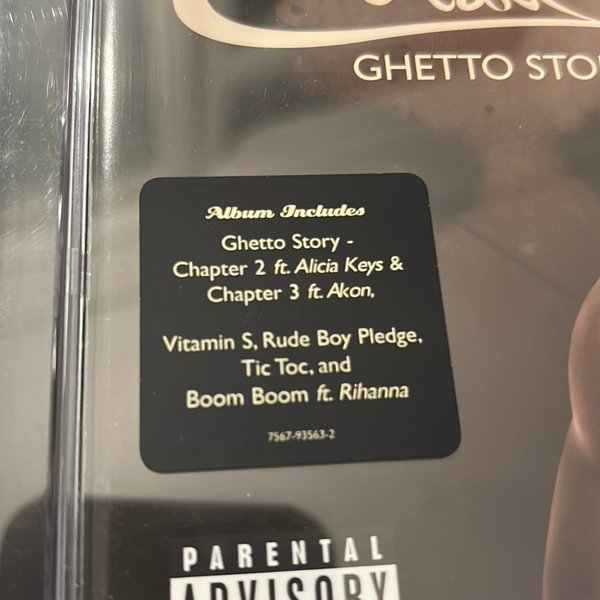 GHETTO STO
Album Includes
Ghetto Story -
Chapter 2 ft. Alicia Keys &
Chapter 3 ft. Akon,
Vitamin S, Rude Boy Pledge,
Tic Toc, and
Boom Boom ft. Rihanna
7567-93563-2
PARENTAL
ADVISORY